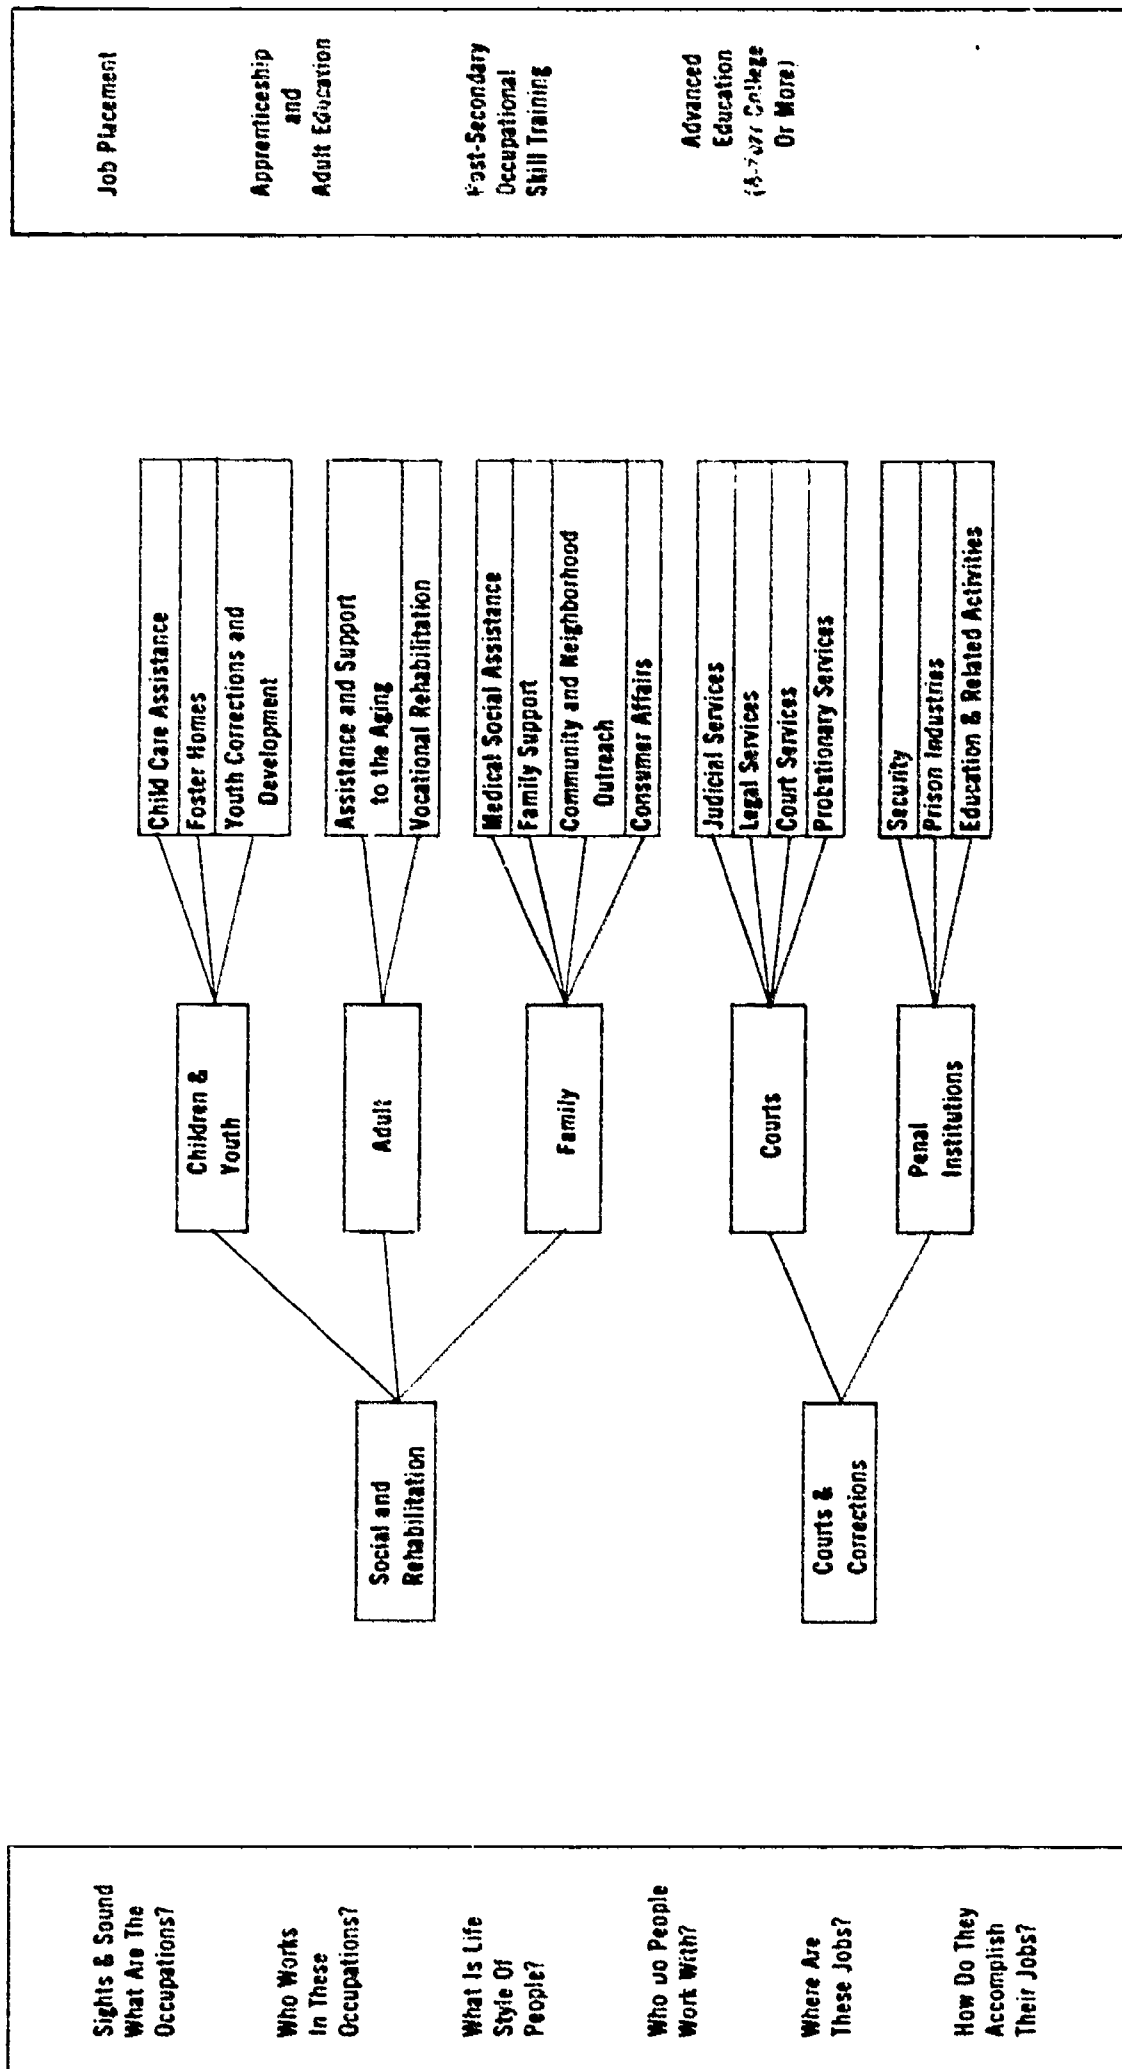 Sights & Sound
What Are The
Occupations?
Who Works
In These
Occupations?
What Is Life
Style Of
People?
Who do People
Work With?
Where Are
These Jobs?
How Do They
Accomplish
Their Jobs?
Social and
Rehabilitation
Courts &
Corrections
Children &
Youth
Adult
Family
Courts
Penal
Institutions
Child Care Assistance
Foster Homes
Youth Corrections and
Development
Assistance and Support
to the Aging
Vocational Rehabilitation
Medical Social Assistance
Family Support
Community and Neighborhood
Outreach
Consumer Affairs
Judicial Services
Legal Services
Court Services
Probationary Services
Security
Prison Industries
Education & Related Activities
Job Placement
Apprenticeship
and
Adult Education
Post-Secondary
Occupational
Skill Training
Advanced
Education
College
Or More)